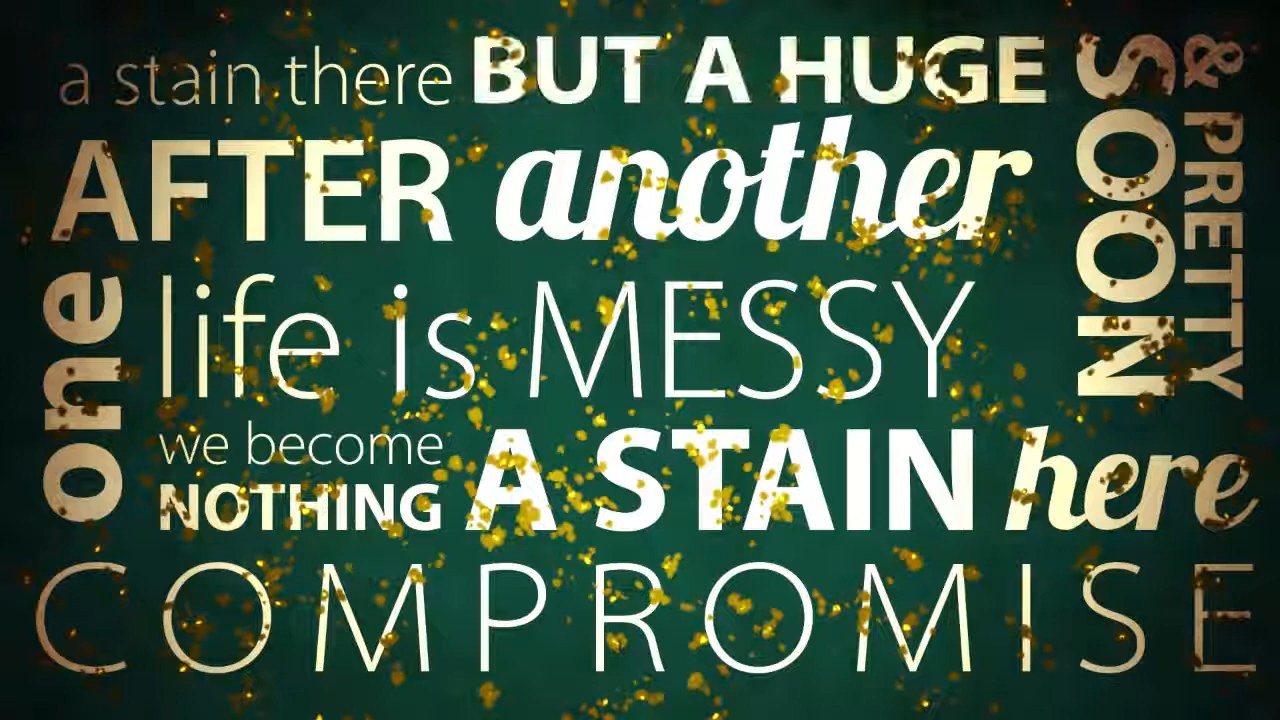 a stain there BUT A HUGE
AFTER another
life is MESSY
we become
NOTHING
A STAIN here
COMPROMISE
one
SOON
& PRETTY